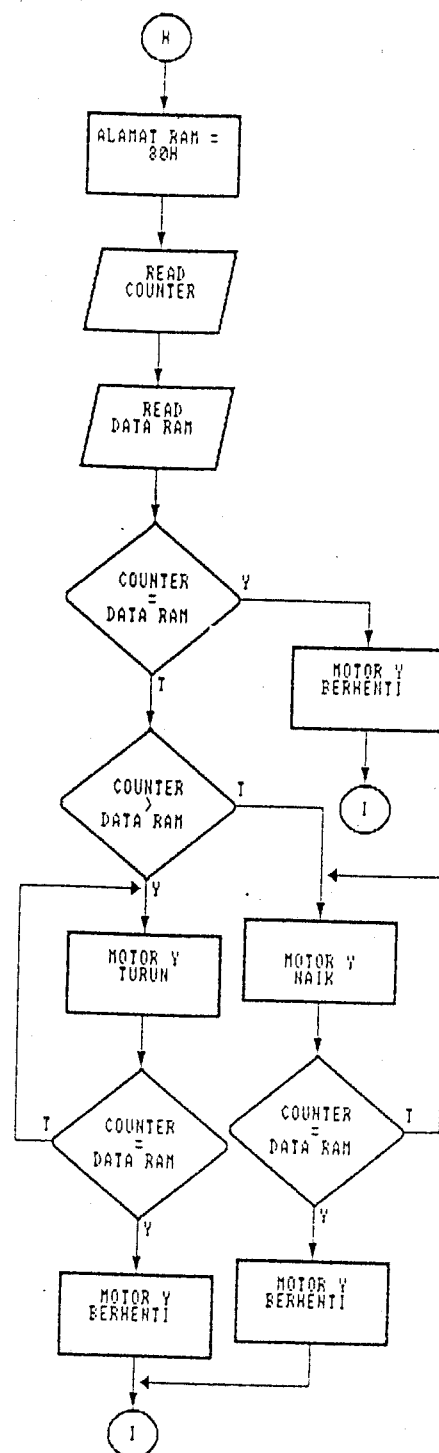 H
ALAMAT RAM =
80H
READ
COUNTER
READ
DATA RAM
COUNTER
=
DATA RAM
Y
T
MOTOR Y
BERHENTI
I
COUNTER
>
DATA RAM
T
Y
MOTOR Y
TURUN
MOTOR Y
NAIK
T
COUNTER
=
DATA RAM
Y
COUNTER
=
DATA RAM
T
Y
MOTOR Y
BERHENTI
MOTOR Y
BERHENTI
I